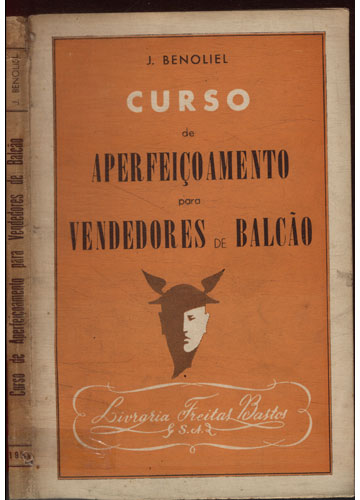 J. BENOLIEL
CURSO
de
APERFEIÇOAMENTO
para
VENDEDORES DE BALCÃO
Livraria Freitas Bastos
S.A.
J. BENOLIEL
Curso de Aperfeiçoamento para Vendedores de Balcão